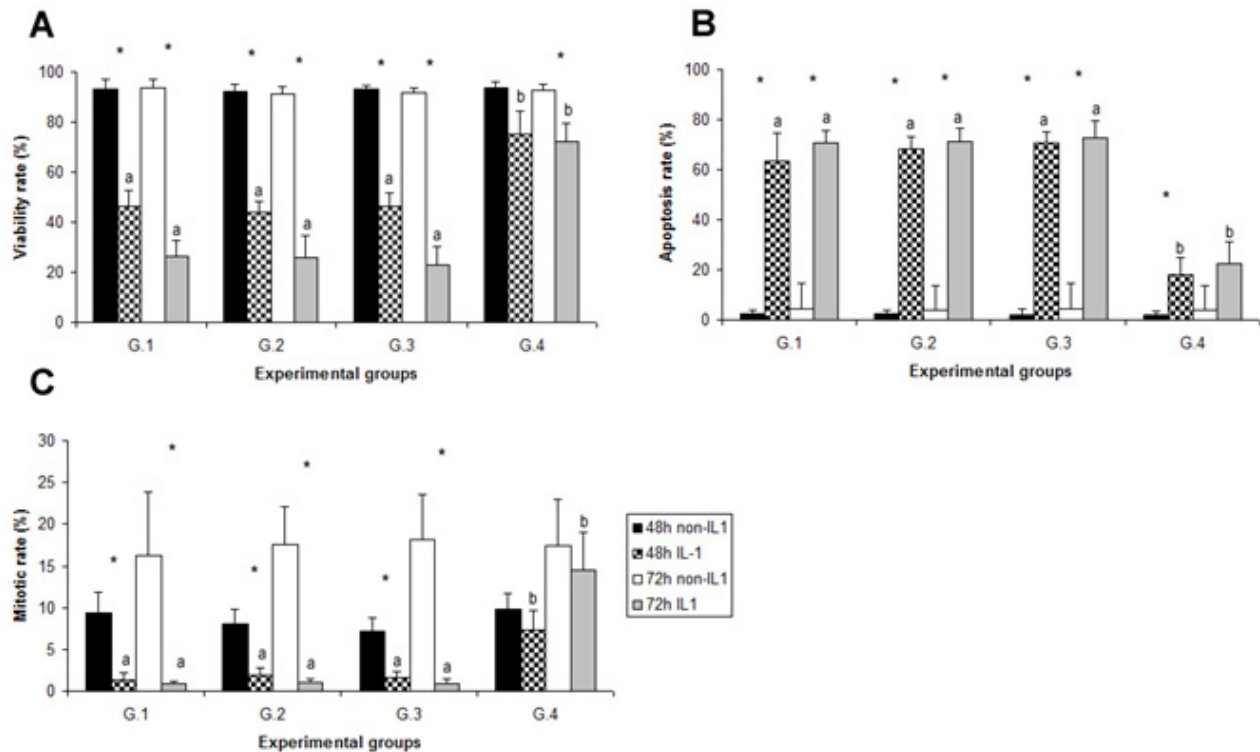 A
* * * * * * *
100
80
60
40
20
0
a a a a a a b b
Viability rate (%)
G.1 G.2 G.3 G.4
Experimental groups
B
100
80
60
40
20
0
* * * * * * *
a a a a a a b b
Apoptosis rate (%)
G.1 G.2 G.3 G.4
Experimental groups
C
30
25
20
15
10
5
0
* * * * * *
a a a a a a b b
Mitotic rate (%)
G.1 G.2 G.3 G.4
Experimental groups
48h non-IL1
48h IL-1
72h non-IL1
72h IL1